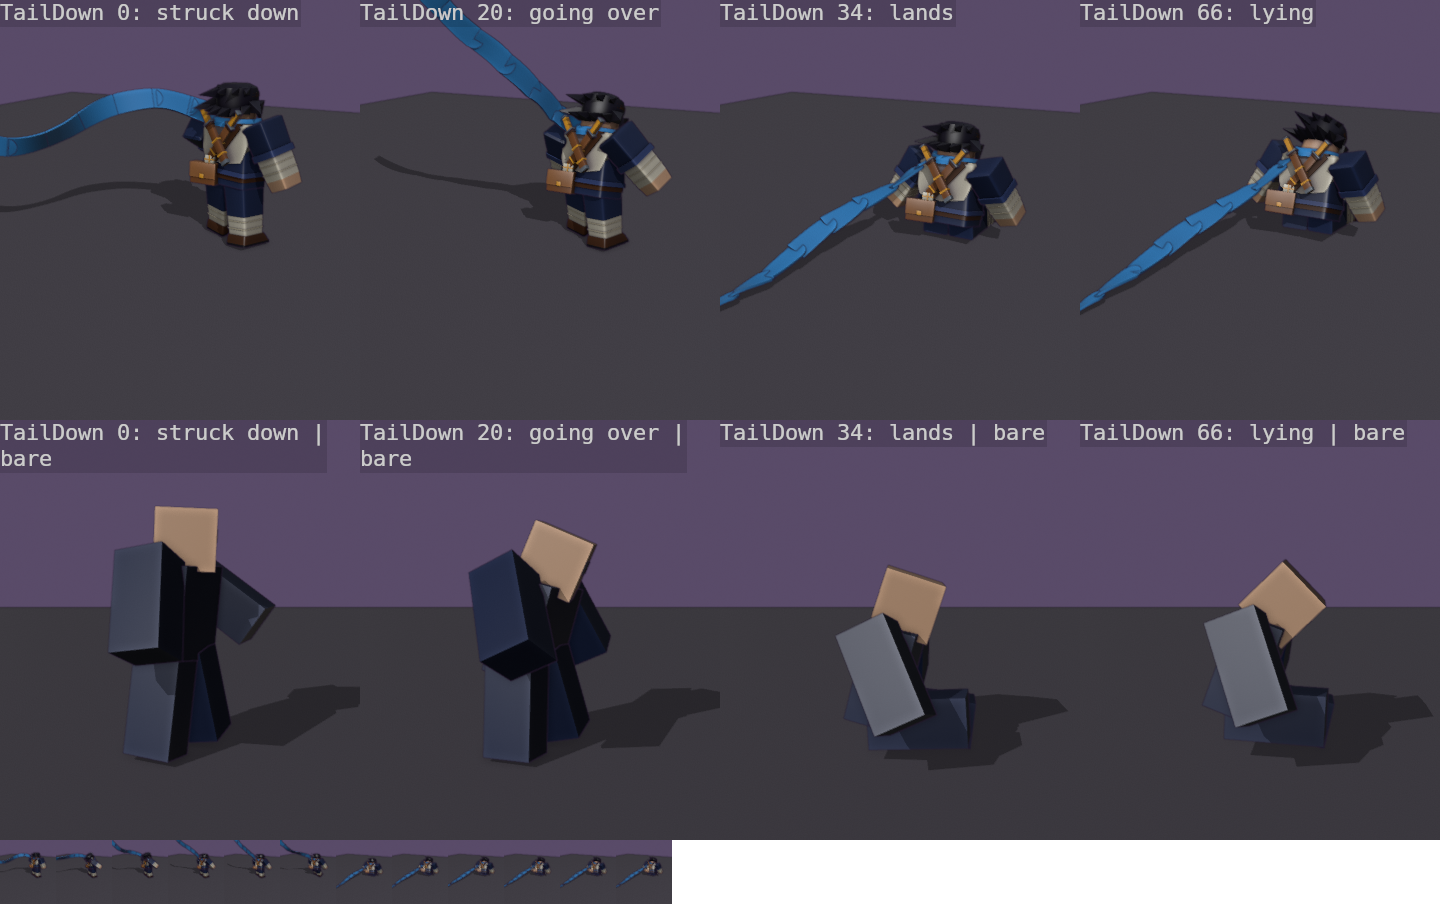 TailDown 0: struck down
TailDown 20: going over
TailDown 34: lands
TailDown 66: lying
TailDown 0: struck down |
bare
TailDown 20: going over |
bare
TailDown 34: lands | bare
TailDown 66: lying | bare